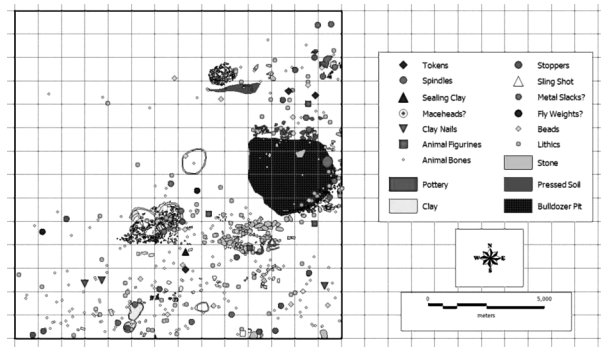 Tokens
Spindles
Sealing Clay
Maceheads?
Clay Nails
Animal Figurines
Animal Bones
Pottery
Clay
Stoppers
Sling Shot
Metal Slacks?
Fly Weights?
Beads
Lithics
Stone
Pressed Soil
Bulldozer Pit
N
W E
S
0 5,000
meters